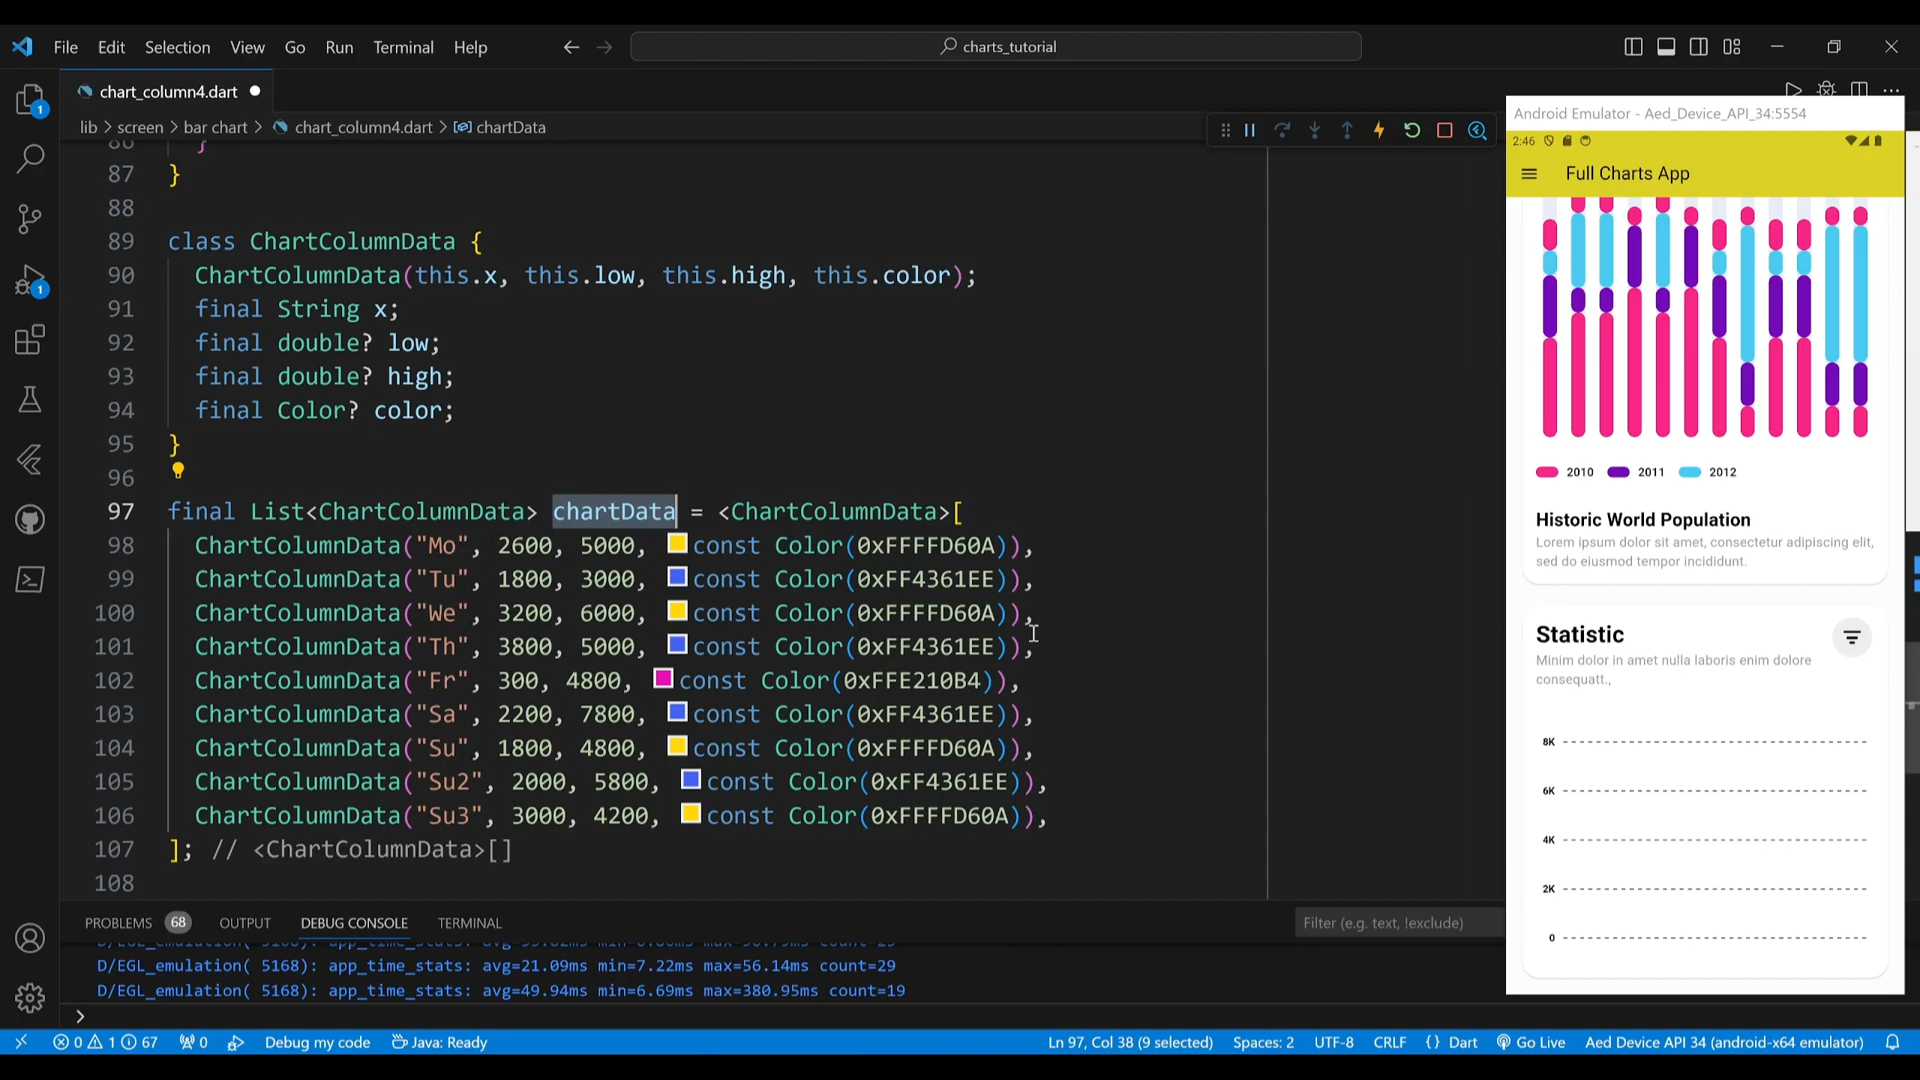 File Edit Selection View Go Run Terminal Help
charts_tutorial
chart_column4.dart
lib > screen > bar chart > chart_column4.dart > chartData
86 }
87 }
88
89 class ChartColumnData {
90 ChartColumnData(this.x, this.low, this.high, this.color);
91 final String x;
92 final double? low;
93 final double? high;
94 final Color? color;
95 }
96
97 final List<ChartColumnData> chartData = <ChartColumnData>[
98 ChartColumnData("Mo", 2600, 5000, const Color(0xFFFFD60A)),
99 ChartColumnData("Tu", 1800, 3000, const Color(0xFF4361EE)),
100 ChartColumnData("We", 3200, 6000, const Color(0xFFFFD60A)),
101 ChartColumnData("Th", 3800, 5000, const Color(0xFF4361EE)),
102 ChartColumnData("Fr", 300, 4800, const Color(0xFFE210B4)),
103 ChartColumnData("Sa", 2200, 7800, const Color(0xFF4361EE)),
104 ChartColumnData("Su", 1800, 4800, const Color(0xFFFFD60A)),
105 ChartColumnData("Su2", 2000, 5800, const Color(0xFF4361EE)),
106 ChartColumnData("Su3", 3000, 4200, const Color(0xFFFFD60A)),
107 ]; // <ChartColumnData>[]
108
Android Emulator - Aed_Device_API_34:5554
2:46
Full Charts App
2010 2011 2012
Historic World Population
Lorem ipsum dolor sit amet, consectetur adipiscing elit,
sed do eiusmod tempor incididunt.
Statistic
Minim dolor in amet nulla laboris enim dolore
consequatt.,
8K
6K
4K
2K
0
1
1
PROBLEMS 68 OUTPUT DEBUG CONSOLE TERMINAL
Filter (e.g. text, !exclude)
D/EGL_emulation( 5168): app_time_stats: avg=21.09ms min=7.22ms max=56.14ms count=29
D/EGL_emulation( 5168): app_time_stats: avg=49.94ms min=6.69ms max=380.95ms count=19
>
0 1 67 0 Debug my code Java: Ready Ln 97, Col 38 (9 selected) Spaces: 2 UTF-8 CRLF {} Dart Go Live Aed Device API 34 (android-x64 emulator)